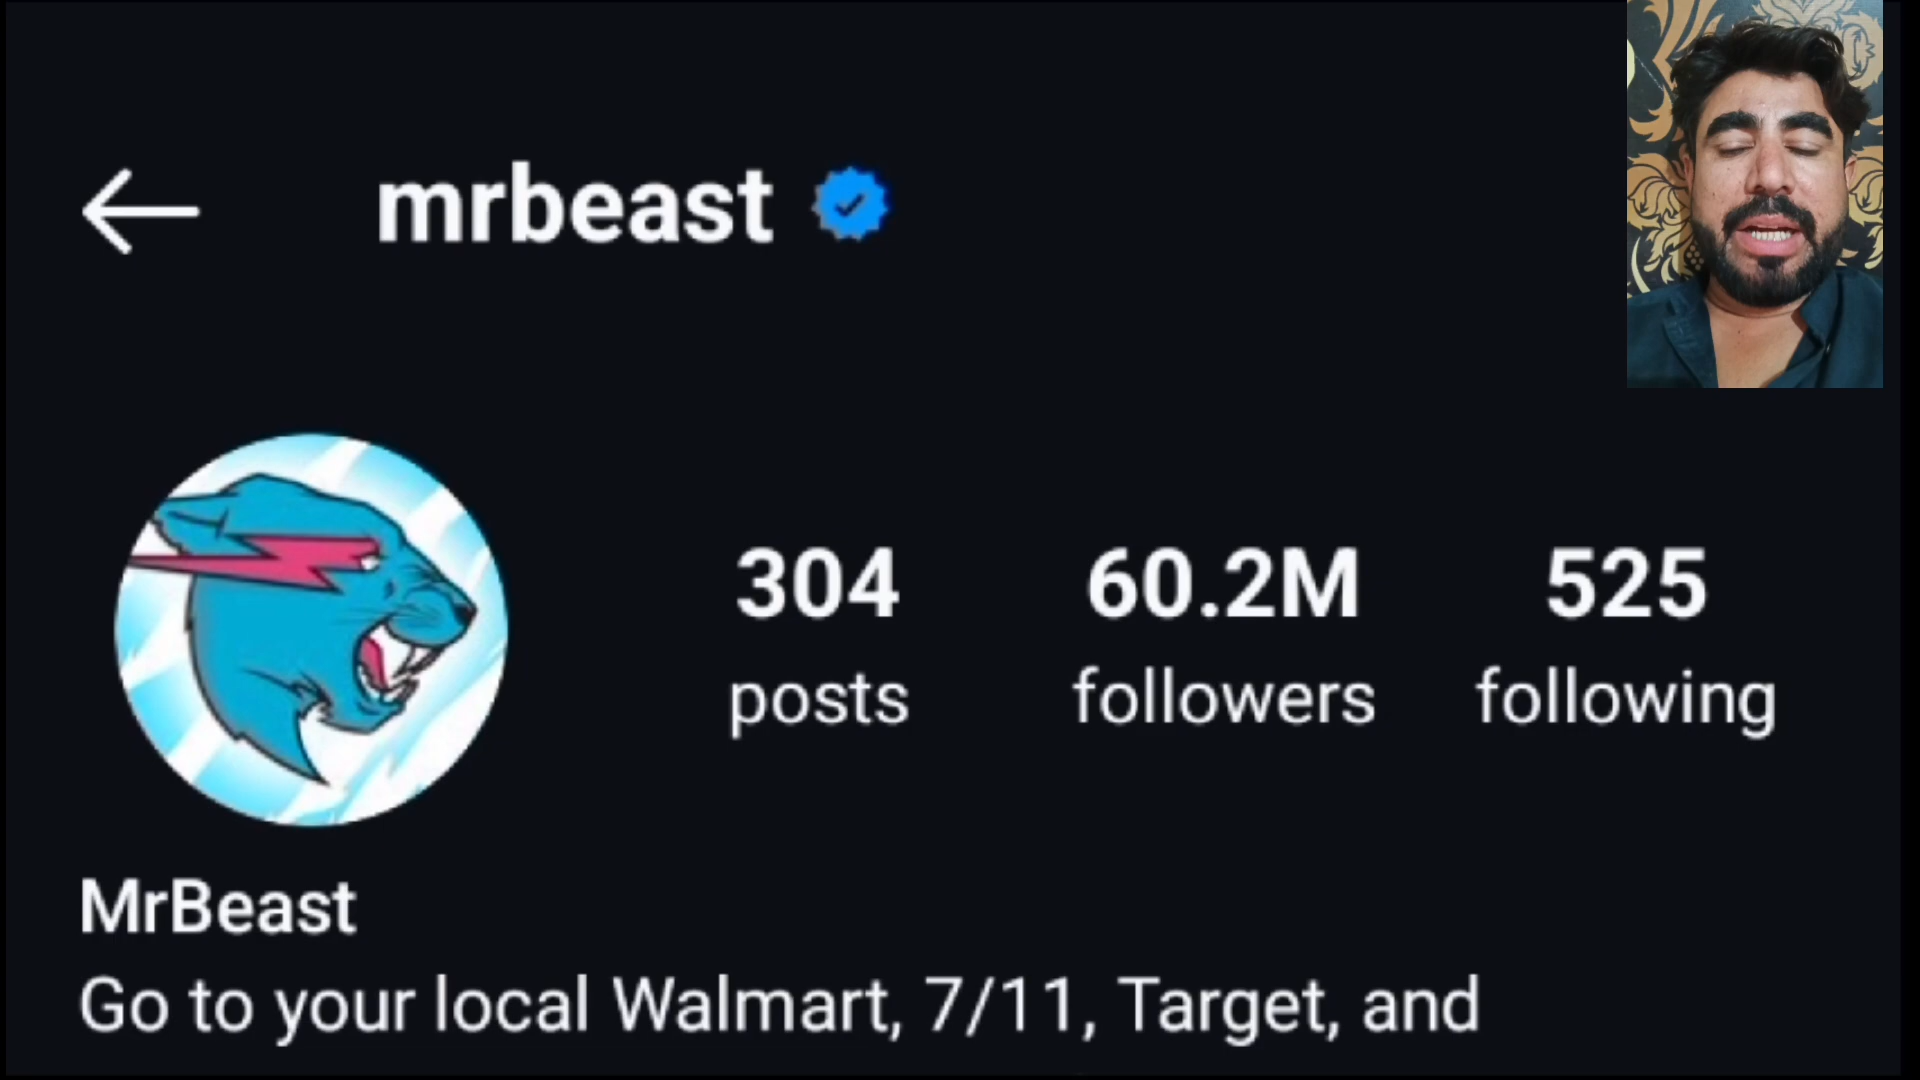 mrbeast
304 60.2M 525
posts followers following
MrBeast
Go to your local Walmart, 7/11, Target, and